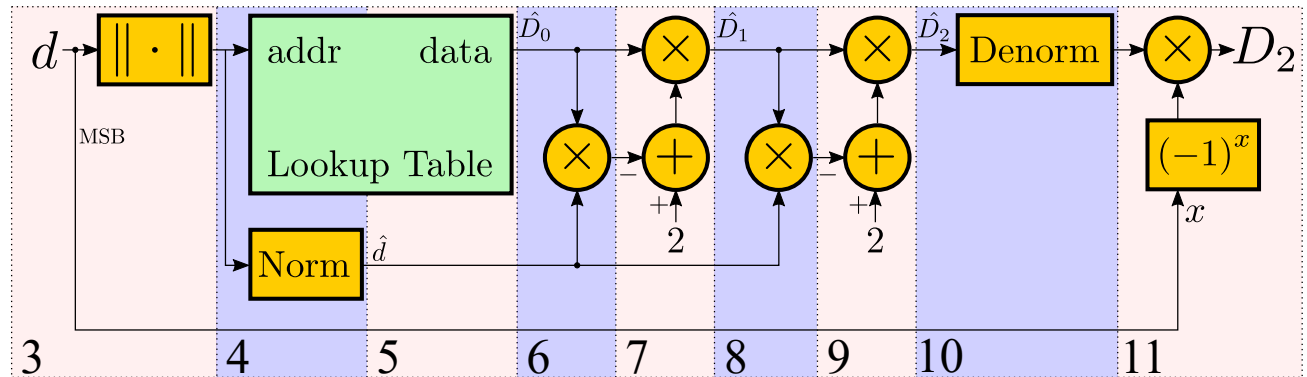 d || · || addr data D̂₀ × D̂₁ × D̂₂ Denorm × D₂
MSB
Lookup Table × − + × − + (−1)ˣ
+ 2 + 2 x
Norm d̂
3 4 5 6 7 8 9 10 11